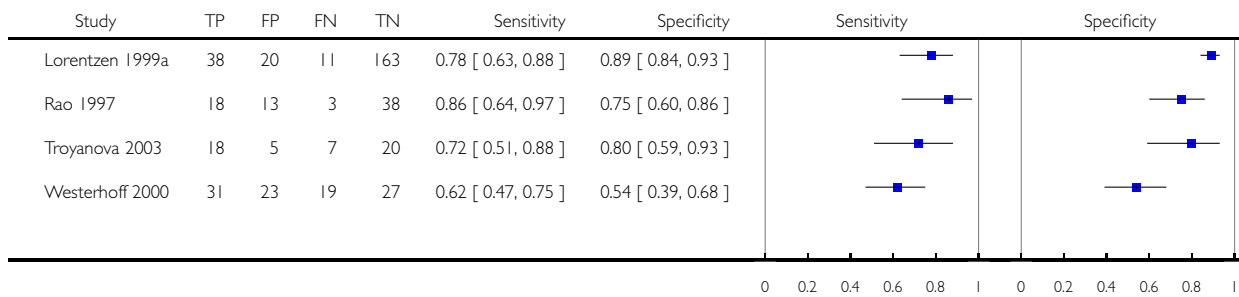 Study TP FP FN TN Sensitivity Specificity Sensitivity Specificity
Lorentzen 1999a 38 20 11 163 0.78 [ 0.63, 0.88 ] 0.89 [ 0.84, 0.93 ]
Rao 1997 18 13 3 38 0.86 [ 0.64, 0.97 ] 0.75 [ 0.60, 0.86 ]
Troyanova 2003 18 5 7 20 0.72 [ 0.51, 0.88 ] 0.80 [ 0.59, 0.93 ]
Westerhoff 2000 31 23 19 27 0.62 [ 0.47, 0.75 ] 0.54 [ 0.39, 0.68 ]
0 0.2 0.4 0.6 0.8 1 0 0.2 0.4 0.6 0.8 1